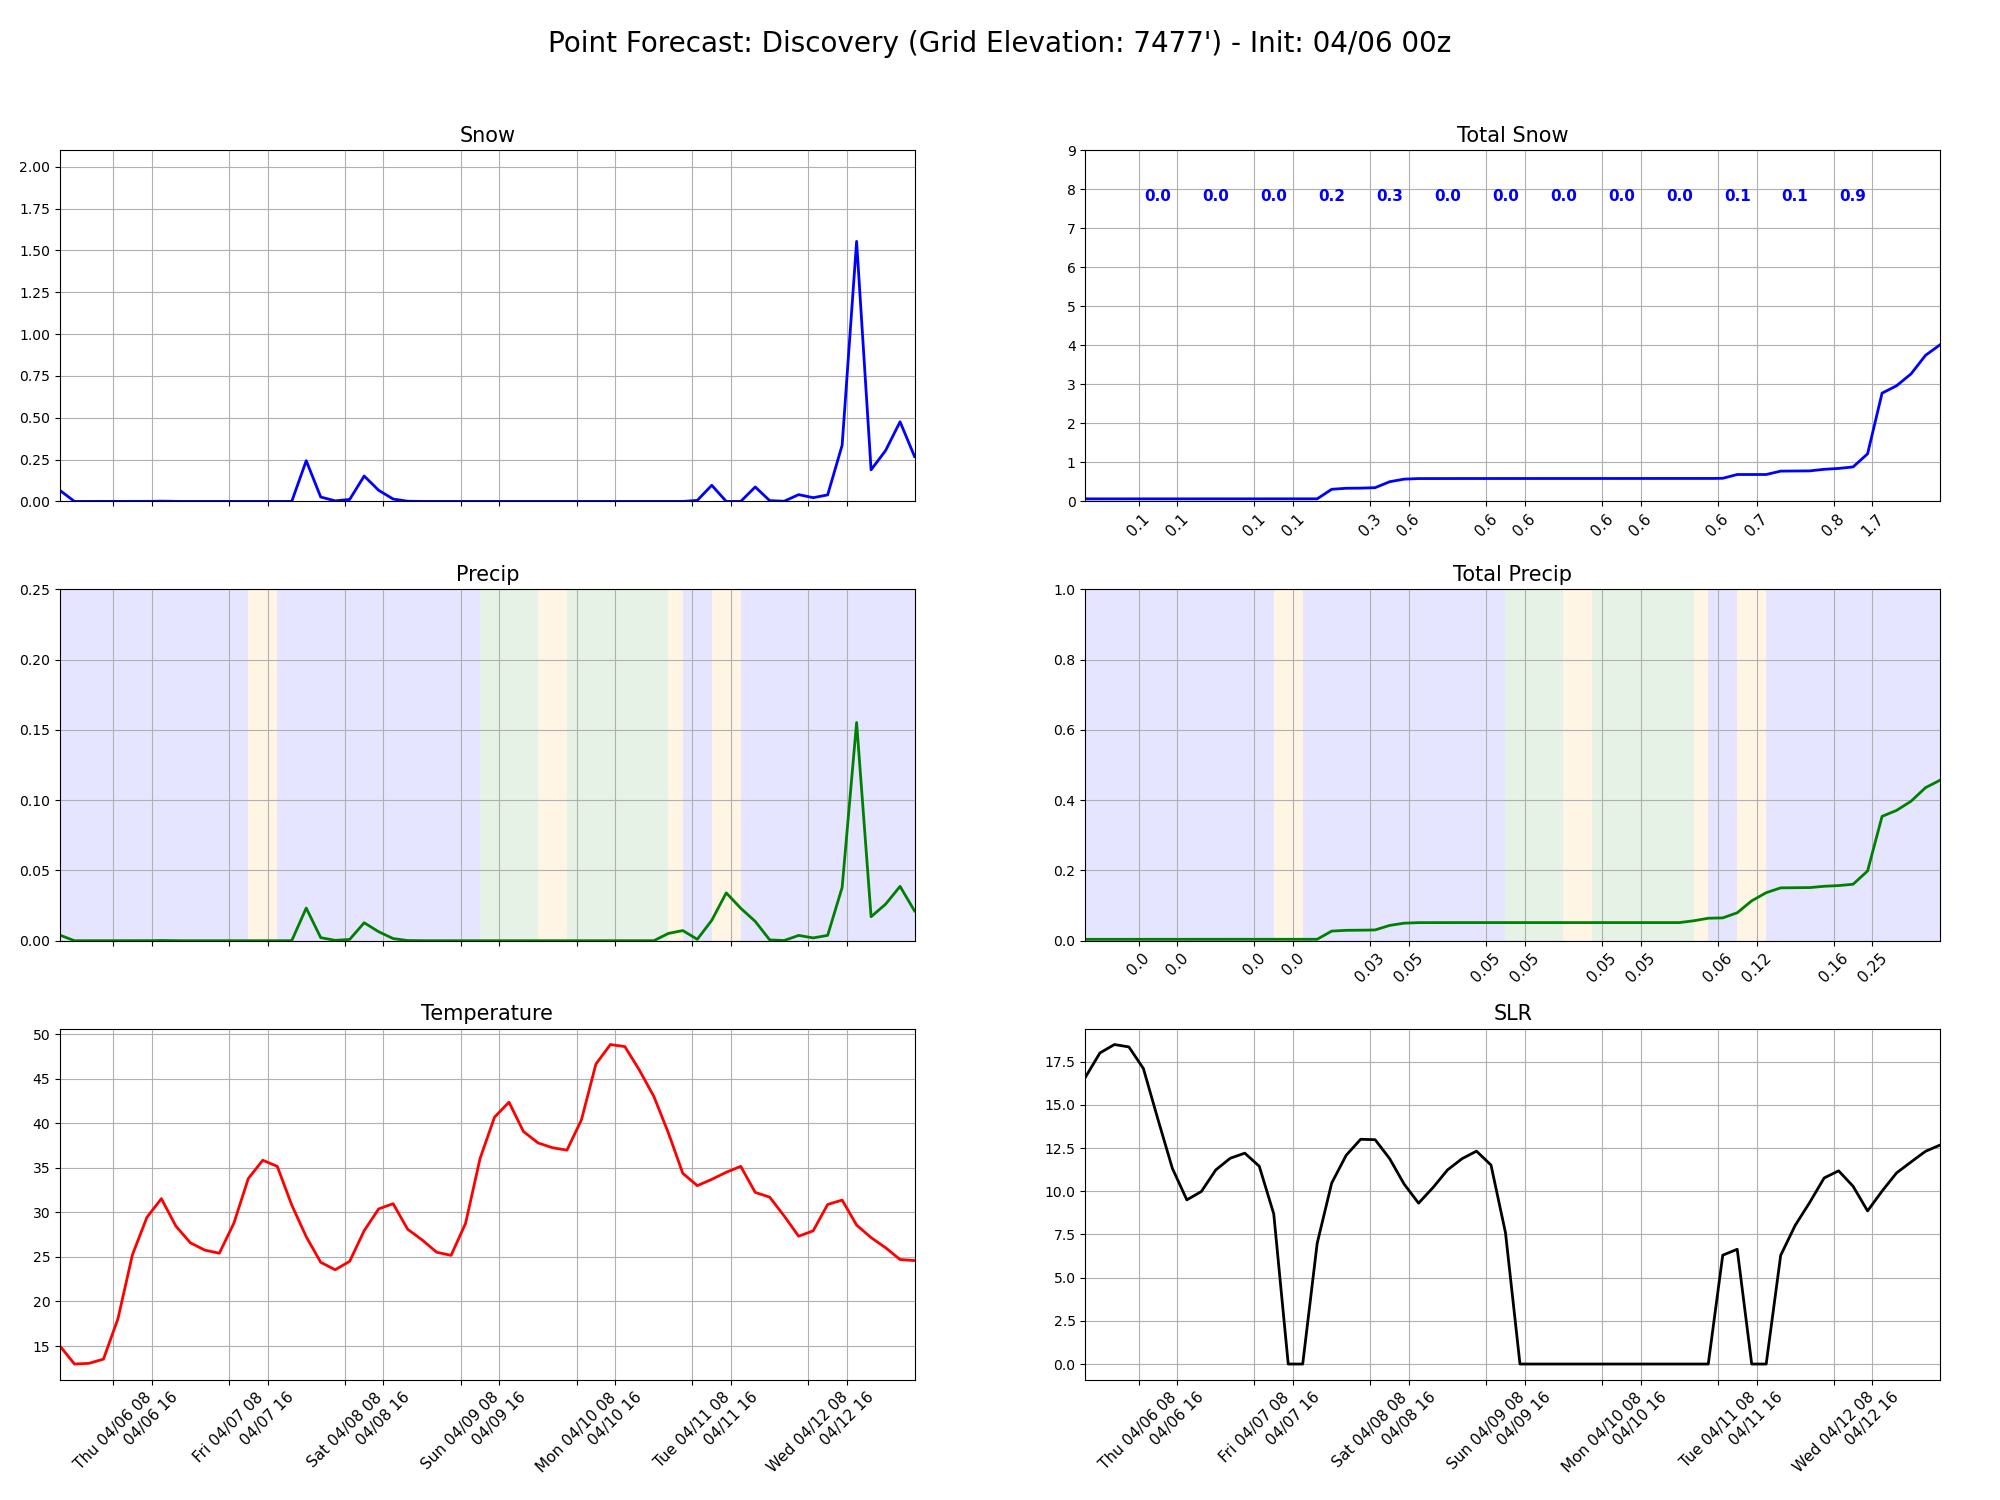 Point Forecast: Discovery (Grid Elevation: 7477') - Init: 04/06 00z
Snow
2.00
1.75
1.50
1.25
1.00
0.75
0.50
0.25
0.00
Total Snow
9
8
7
6
5
4
3
2
1
0
0.0 0.0 0.0 0.2 0.3 0.0 0.0 0.0 0.0 0.0 0.1 0.1 0.9
0.1 0.1 0.1 0.1 0.3 0.6 0.6 0.6 0.6 0.6 0.6 0.7 0.8 1.7
Precip
0.25
0.20
0.15
0.10
0.05
0.00
Total Precip
1.0
0.8
0.6
0.4
0.2
0.0
0.0 0.0 0.0 0.0 0.03 0.05 0.05 0.05 0.05 0.05 0.06 0.12 0.16 0.25
Temperature
50
45
40
35
30
25
20
15
Thu 04/06 08
04/06 16
Fri 04/07 08
04/07 16
Sat 04/08 08
04/08 16
Sun 04/09 08
04/09 16
Mon 04/10 08
04/10 16
Tue 04/11 08
04/11 16
Wed 04/12 08
04/12 16
SLR
17.5
15.0
12.5
10.0
7.5
5.0
2.5
0.0
Thu 04/06 08
04/06 16
Fri 04/07 08
04/07 16
Sat 04/08 08
04/08 16
Sun 04/09 08
04/09 16
Mon 04/10 08
04/10 16
Tue 04/11 08
04/11 16
Wed 04/12 08
04/12 16